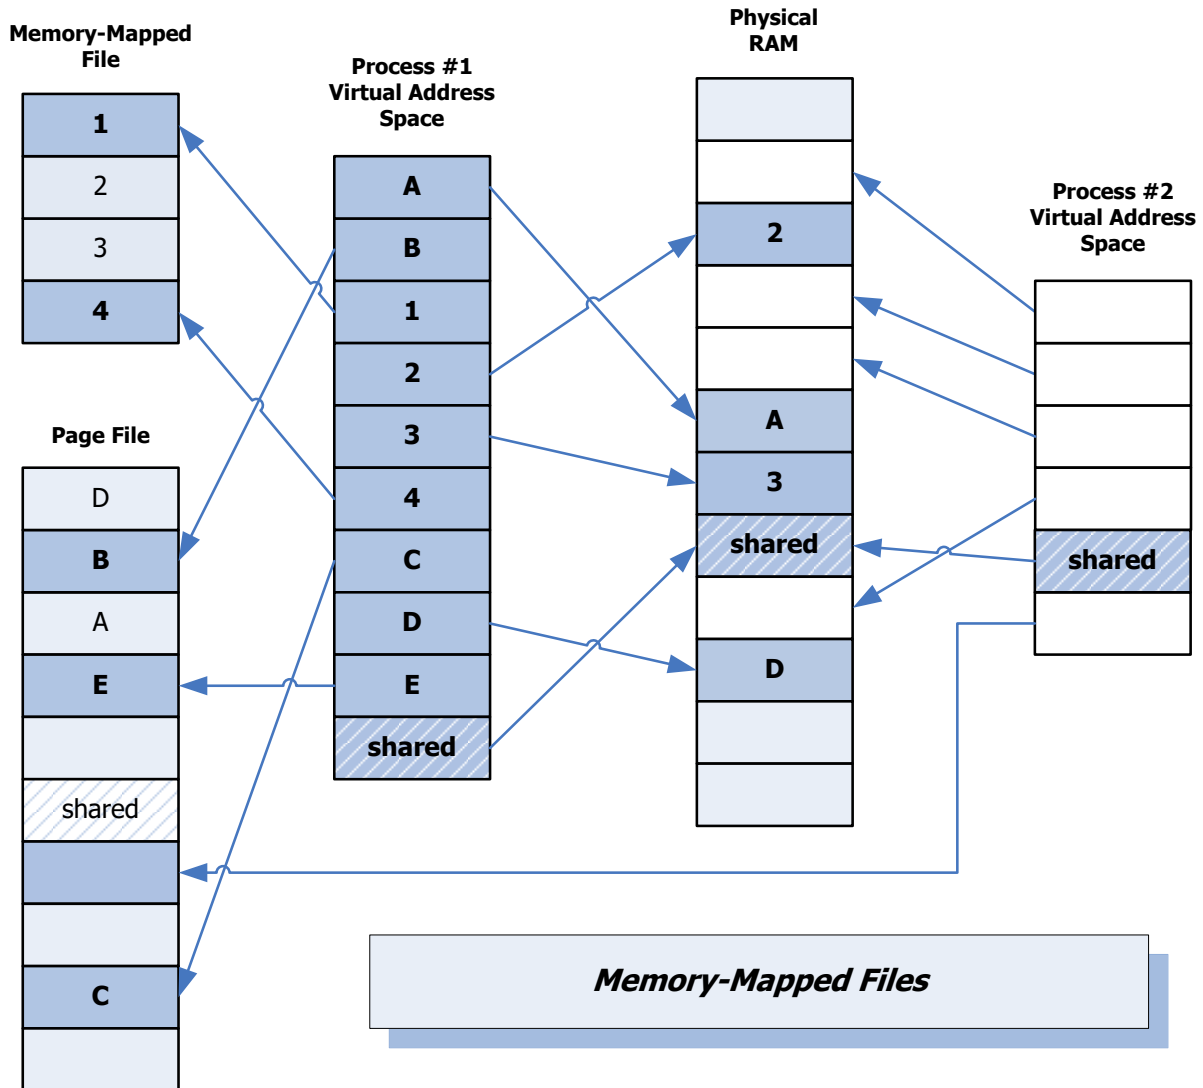 Memory-Mapped
File
1
2
3
4
Page File
D
B
A
E
shared
C
Process #1
Virtual Address
Space
A
B
1
2
3
4
C
D
E
shared
Physical
RAM
2
A
3
shared
D
Process #2
Virtual Address
Space
shared
Memory-Mapped Files